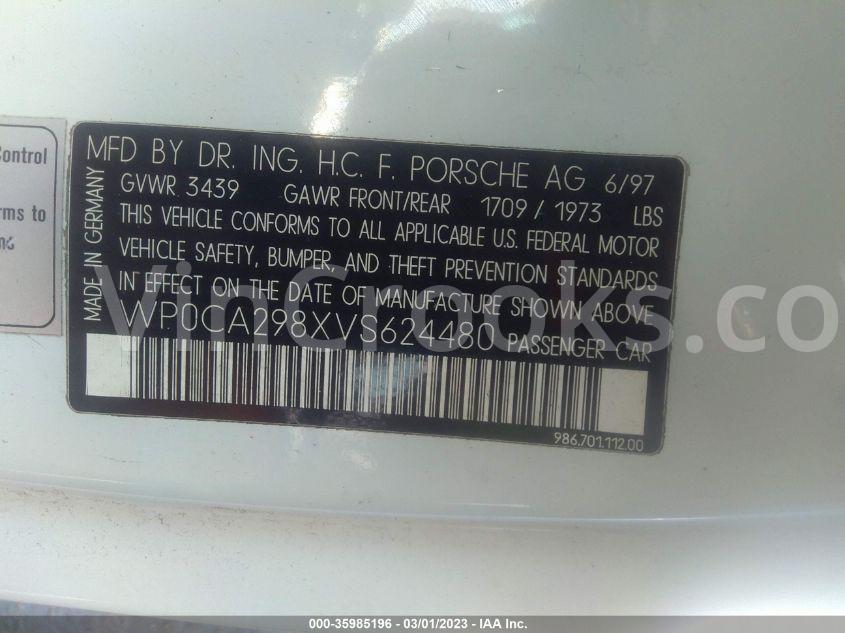 Control
rms to
MFD BY DR. ING. H.C. F. PORSCHE AG 6/97
GVWR 3439 GAWR FRONT/REAR 1709 / 1973 LBS
THIS VEHICLE CONFORMS TO ALL APPLICABLE U.S. FEDERAL MOTOR
VEHICLE SAFETY, BUMPER, AND THEFT PREVENTION STANDARDS
IN EFFECT ON THE DATE OF MANUFACTURE SHOWN ABOVE
WP0CA298XVS624480 PASSENGER CAR
MADE IN GERMANY
986.701.112.00
VinCrooks.co
000-35985196 - 03/01/2023 - IAA Inc.